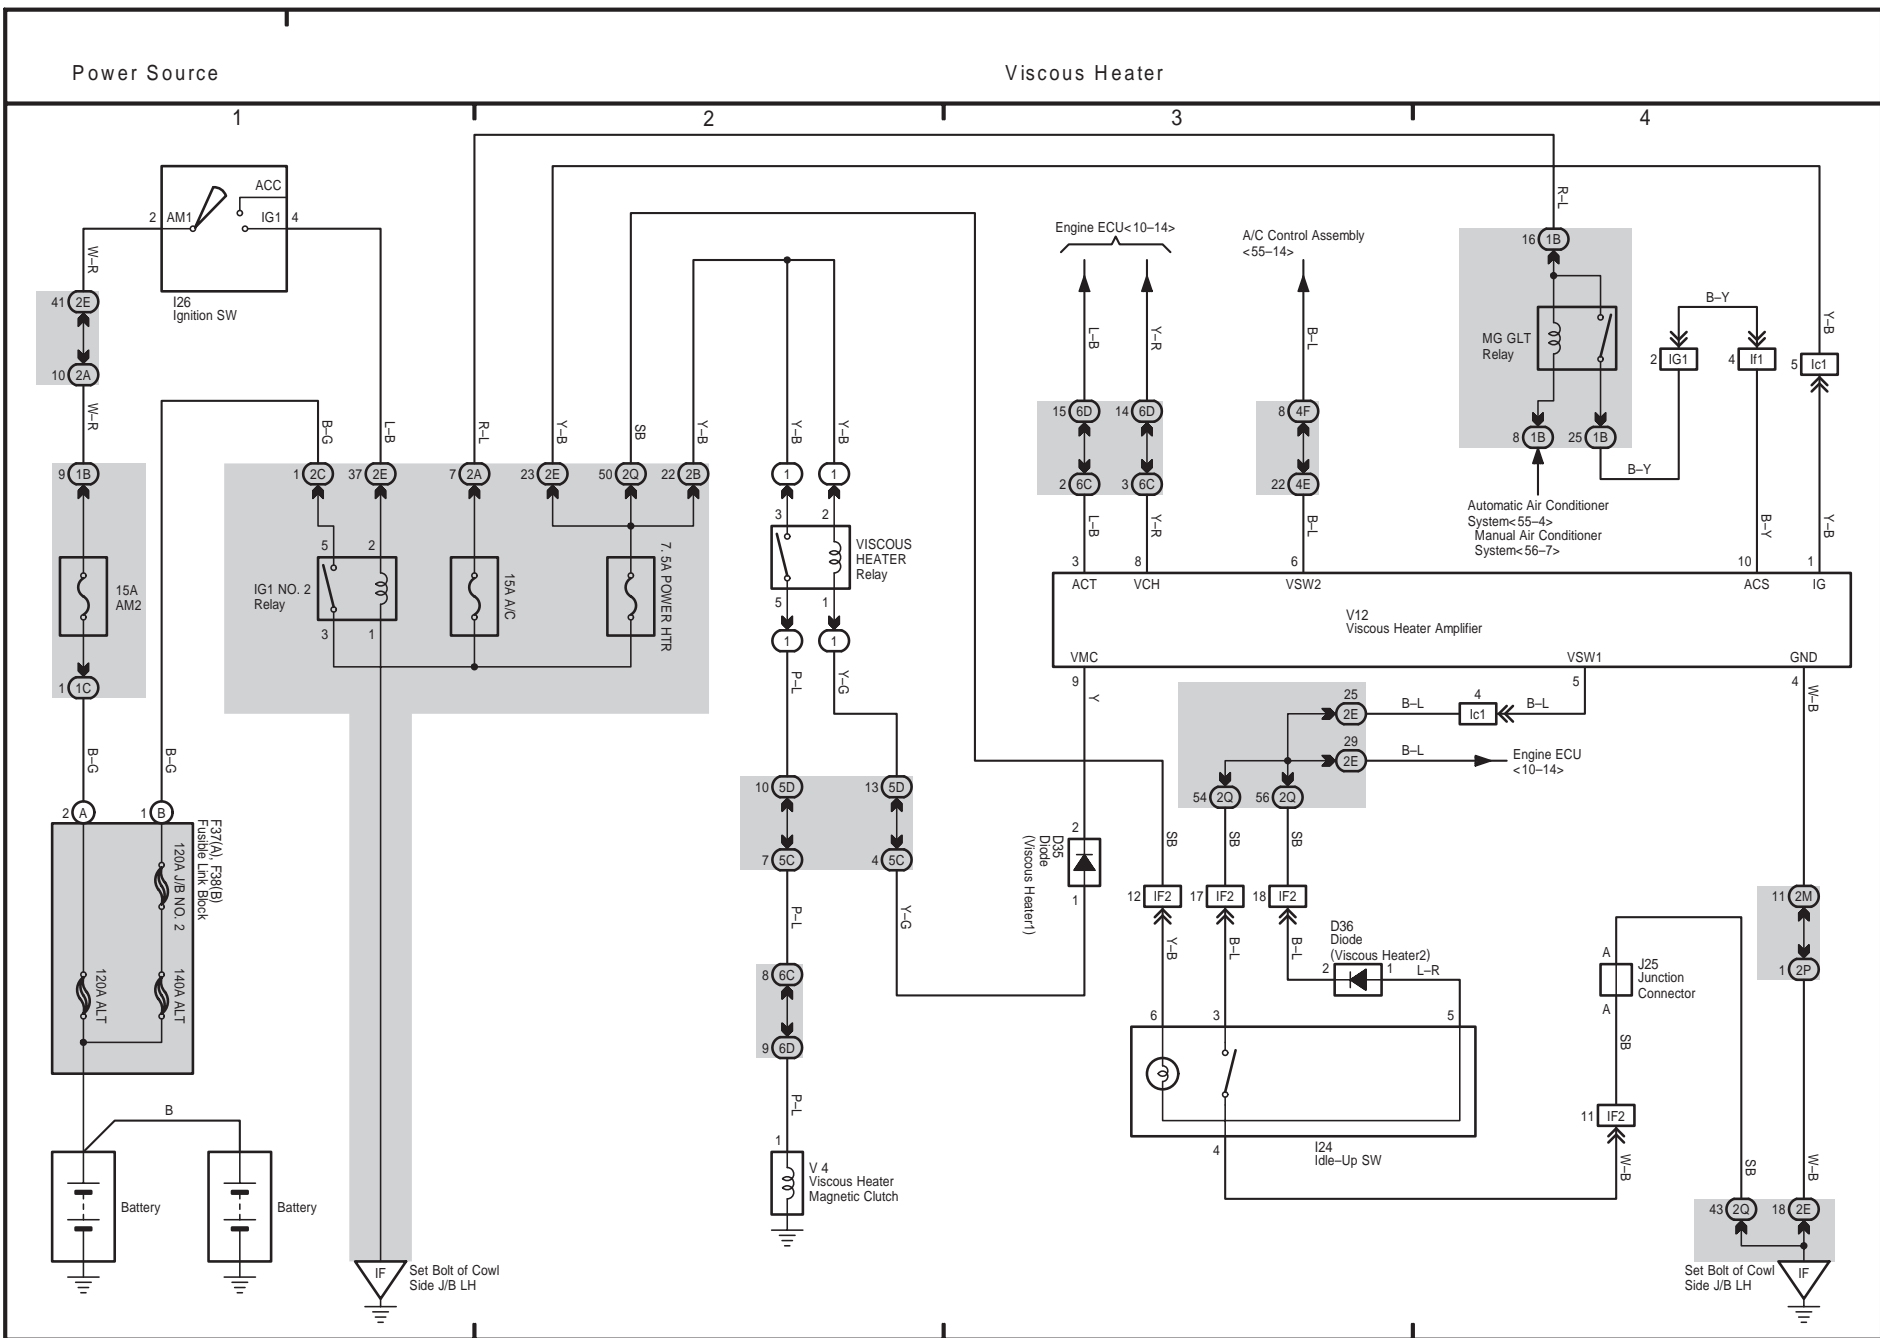 Power Source
Viscous Heater
1
2
3
4
ACC
2
AM1
IG1
4
I26
Ignition SW
W–R
41
2E
10
2A
W–R
9
1B
15A
AM2
1
1C
B–G
B–G
2
A
1
B
F37(A), F38(B)
Fusible Link Block
120A J/B NO. 2
120A ALT
140A ALT
B
Battery
Battery
B–G
L–B
R–L
Y–B
SB
Y–B
1
2C
37
2E
7
2A
23
2E
50
2Q
22
2B
5
2
IG1 NO. 2
Relay
3
1
15A A/C
7. 5A POWER HTR
IF
Set Bolt of Cowl
Side J/B LH
Y–B
Y–B
1
1
3
2
VISCOUS
HEATER
Relay
5
1
1
1
P–L
Y–G
10
5D
13
5D
7
5C
4
5C
P–L
Y–G
8
6C
9
6D
P–L
1
V 4
Viscous Heater
Magnetic Clutch
Engine ECU<10–14>
A/C Control Assembly
<55–14>
L–B
Y–R
B–L
15
6D
14
6D
8
4F
2
6C
3
6C
22
4E
L–B
Y–R
B–L
3
8
6
10
1
ACT
VCH
VSW2
ACS
IG
V12
Viscous Heater Amplifier
VMC
VSW1
GND
9
5
4
Y
W–B
R–L
16
1B
MG GLT
Relay
8
1B
25
1B
B–Y
Automatic Air Conditioner
System<55–4>
Manual Air Conditioner
System<56–7>
B–Y
2
IG1
4
If1
5
Ic1
Y–B
B–Y
Y–B
25
2E
B–L
4
Ic1
B–L
29
2E
B–L
Engine ECU
<10–14>
54
2Q
56
2Q
2
D35
Diode
(Viscous Heater1)
1
SB
SB
SB
12
IF2
17
IF2
18
IF2
Y–B
B–L
B–L
D36
Diode
(Viscous Heater2)
2
1
L–R
6
3
5
4
I24
Idle–Up SW
A
J25
Junction
Connector
A
SB
11
IF2
W–B
SB
11
2M
1
2P
W–B
43
2Q
18
2E
Set Bolt of Cowl
Side J/B LH
IF